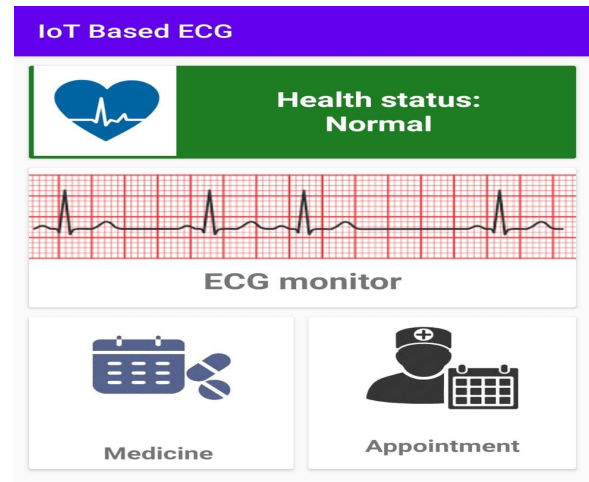 IoT Based ECG
Health status:
Normal
ECG monitor
Medicine
Appointment